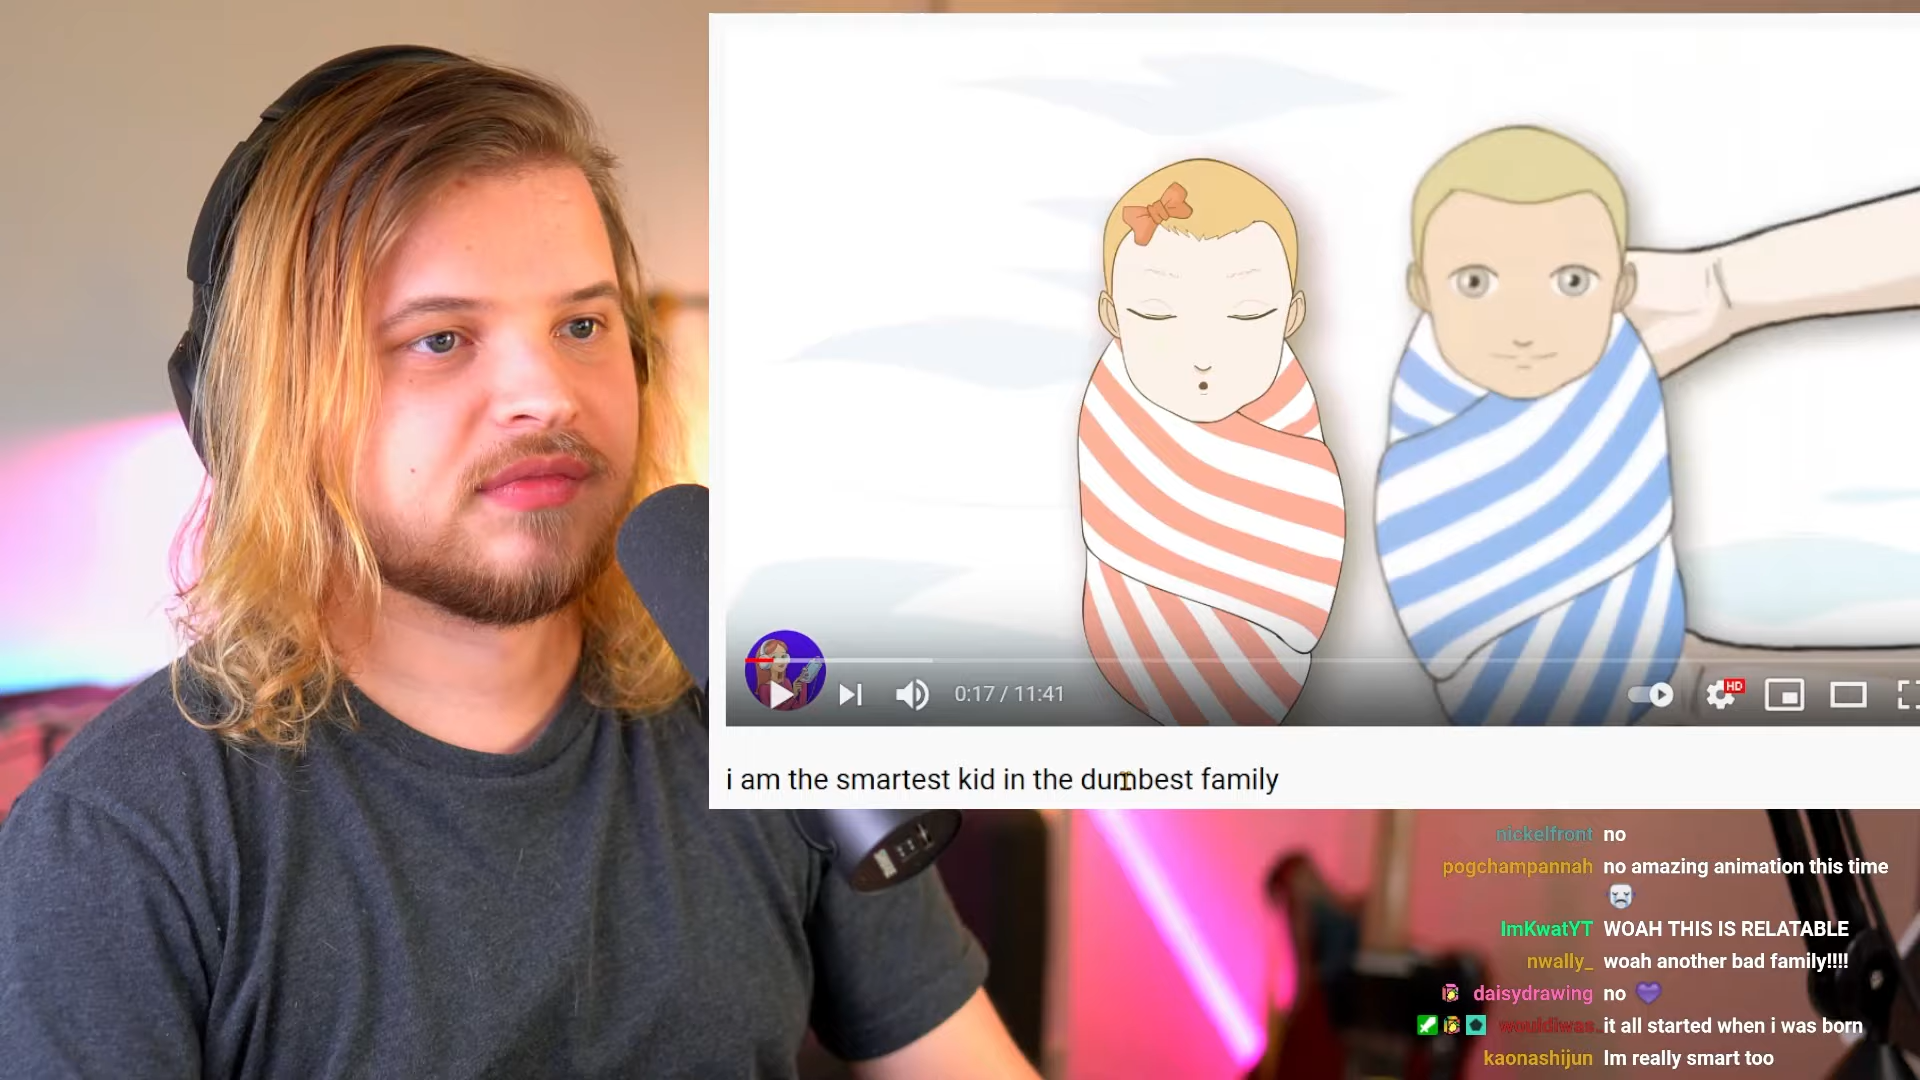 HD
0:17 / 11:41
i am the smartest kid in the dumbest family
nickelfront no
pogchampannah no amazing animation this time
ImKwatYT WOAH THIS IS RELATABLE
nwally_ woah another bad family!!!!
daisydrawing no
wouldiwas it all started when i was born
kaonashijun Im really smart too